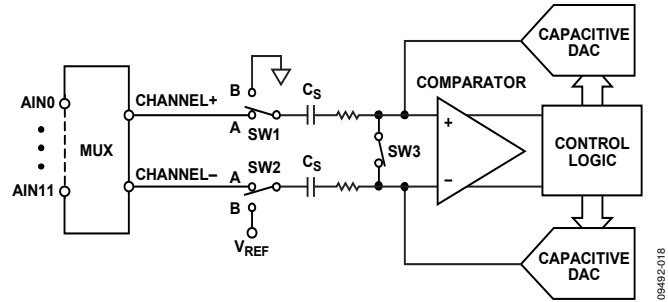 CAPACITIVE
DAC
B
COMPARATOR
AIN0
CHANNEL+
C_S
A
SW1
+
MUX
SW3
CONTROL
LOGIC
SW2
C_S
CHANNEL–
A
–
AIN11
B
V_REF
CAPACITIVE
DAC
09492-018